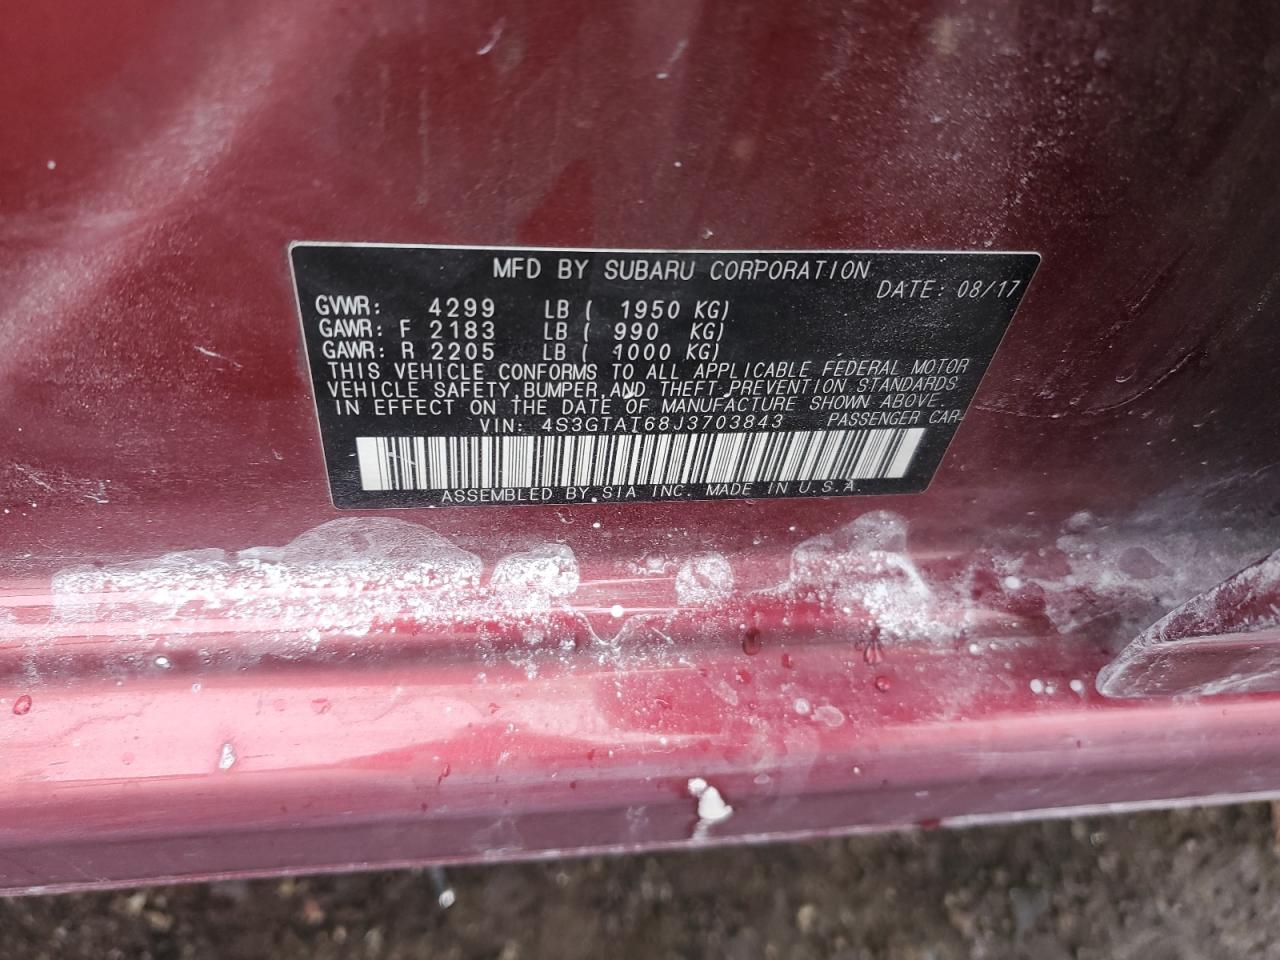 MFD BY SUBARU CORPORATION
DATE: 08/17
GVWR: 4299 LB ( 1950 KG)
GAWR: F 2183 LB ( 990 KG)
GAWR: R 2205 LB ( 1000 KG)
THIS VEHICLE CONFORMS TO ALL APPLICABLE FEDERAL MOTOR
VEHICLE SAFETY, BUMPER, AND THEFT PREVENTION STANDARDS
IN EFFECT ON THE DATE OF MANUFACTURE SHOWN ABOVE.
VIN: 4S3GTAT68J3703843 PASSENGER CAR
ASSEMBLED BY SIA INC. MADE IN U.S.A.